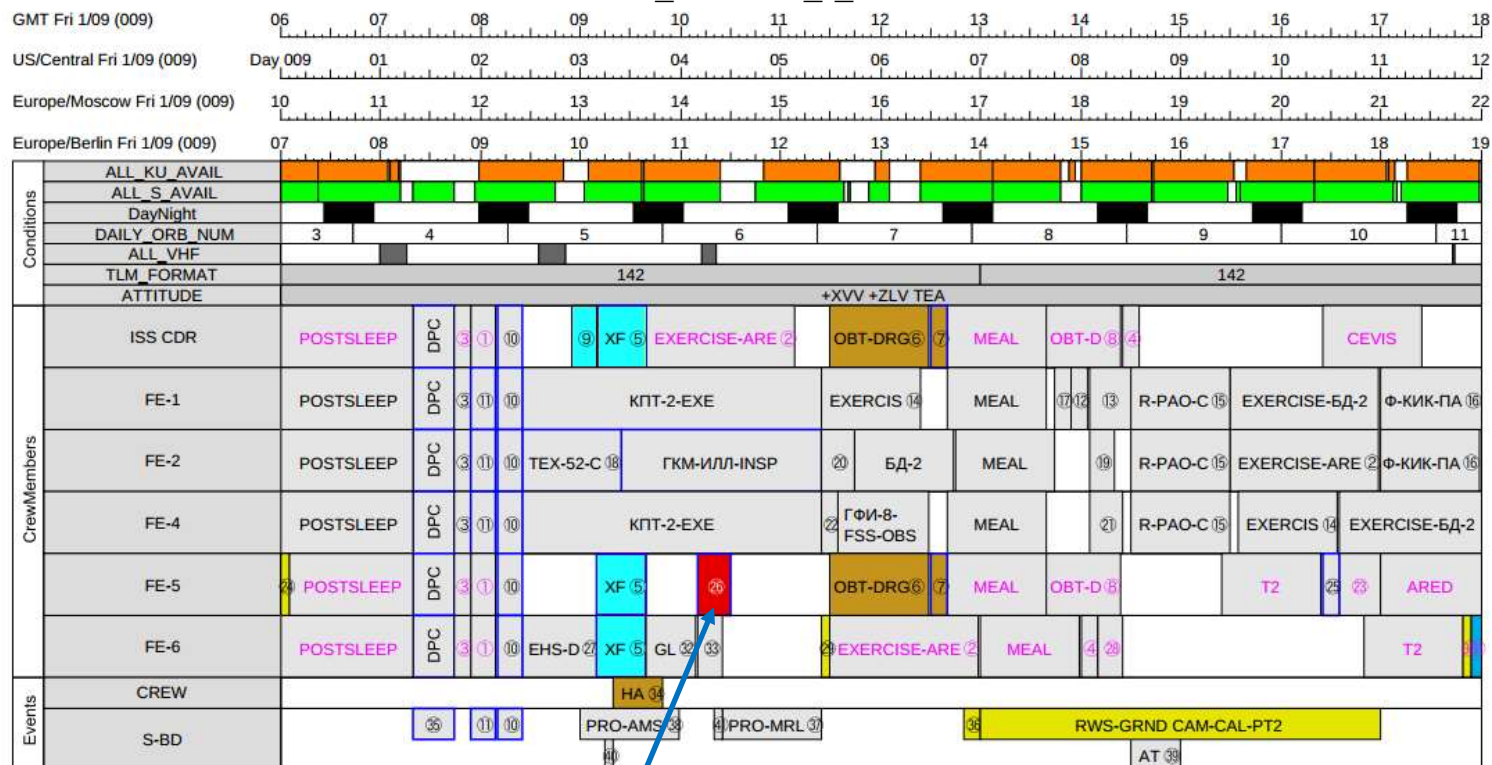 GMT Fri 1/09 (009) 06 07 08 09 10 11 12 13 14 15 16 17 18
US/Central Fri 1/09 (009) Day 009 01 02 03 04 05 06 07 08 09 10 11 12
Europe/Moscow Fri 1/09 (009) 10 11 12 13 14 15 16 17 18 19 20 21 22
Europe/Berlin Fri 1/09 (009) 07 08 09 10 11 12 13 14 15 16 17 18 19
Conditions
ALL_KU_AVAIL
ALL_S_AVAIL
DayNight
DAILY_ORB_NUM 3 4 5 6 7 8 9 10 11
ALL_VHF
TLM_FORMAT 142 142
ATTITUDE +XVV +ZLV TEA
CrewMembers
ISS CDR POSTSLEEP DPC ③ ① ⑩ ⑨ XF ⑤ EXERCISE-ARE ② OBT-DRG⑥ ⑦ MEAL OBT-D ⑧ ④ CEVIS
FE-1 POSTSLEEP DPC ③ ⑪ ⑩ КПТ-2-EXE EXERCIS ⑭ MEAL ⑰ ⑫ ⑬ R-PAO-C ⑮ EXERCISE-БД-2 Ф-КИК-ПА ⑯
FE-2 POSTSLEEP DPC ③ ⑪ ⑩ ТЕХ-52-С ⑱ ГКМ-ИЛЛ-INSP ⑳ БД-2 MEAL ⑲ R-PAO-C ⑮ EXERCISE-ARE ② Ф-КИК-ПА ⑯
FE-4 POSTSLEEP DPC ③ ⑪ ⑩ КПТ-2-EXE ㉒ ГФИ-8-
FSS-OBS MEAL ㉑ R-PAO-C ⑮ EXERCIS ⑭ EXERCISE-БД-2
FE-5 ㉔ POSTSLEEP DPC ③ ① ⑩ XF ⑤ ㉖ OBT-DRG⑥ ⑦ MEAL OBT-D ⑧ T2 ㉕ ㉓ ARED
FE-6 POSTSLEEP DPC ③ ① ⑩ EHS-D ㉗ XF ⑤ GL ㉜ ㉝ ㉙ EXERCISE-ARE ② MEAL ④ ㉘ T2
Events
CREW HA ㉞
S-BD ㉟ ⑪ ⑩ PRO-AMS ㊳ PRO-MRL ㊲ ㊱ RWS-GRND CAM-CAL-PT2
㊵ AT ㊴